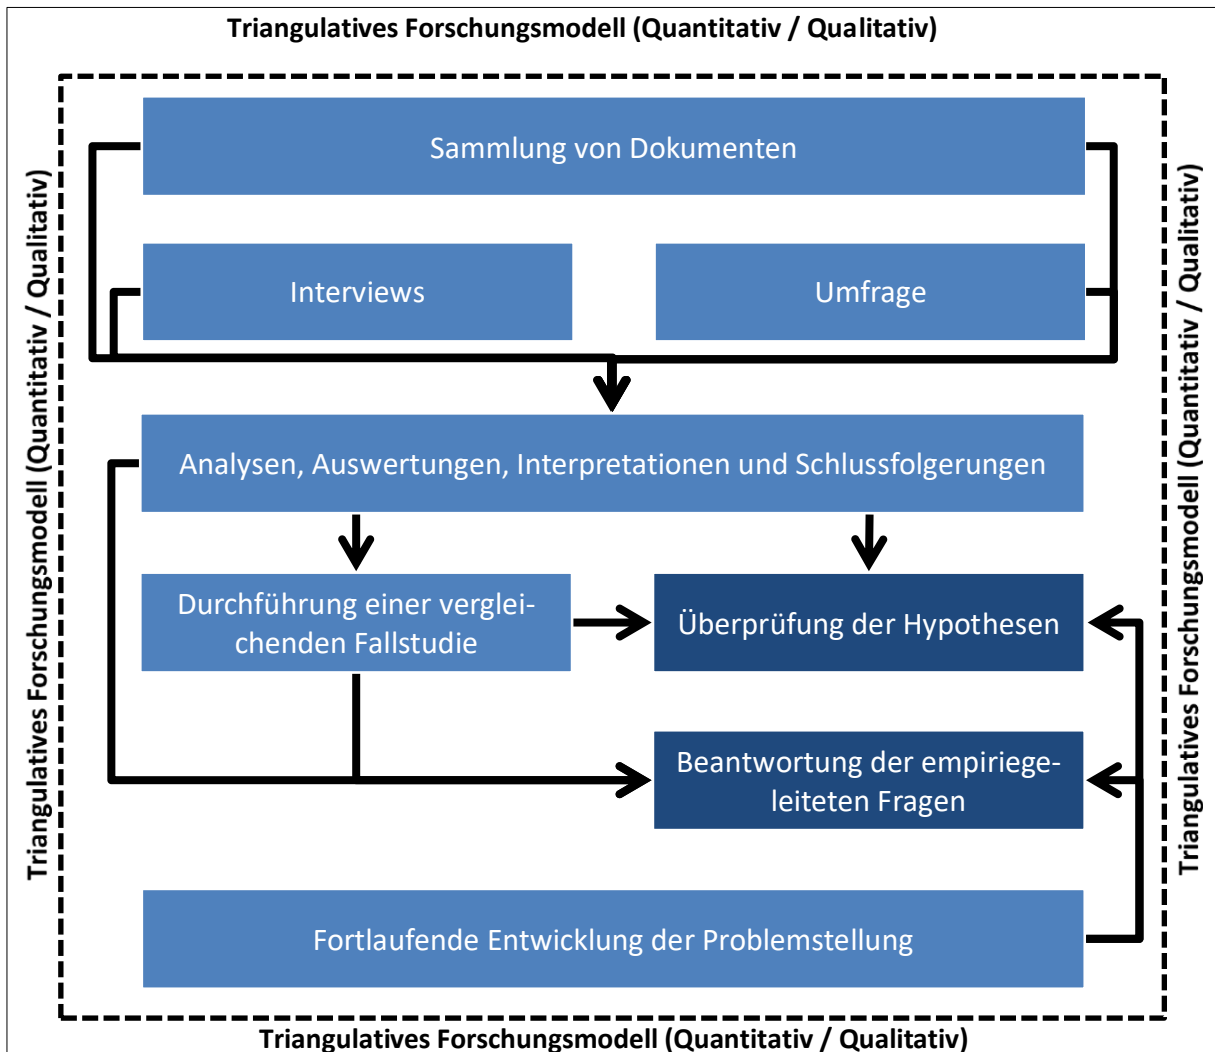 Triangulatives Forschungsmodell (Quantitativ / Qualitativ)
Triangulatives Forschungsmodell (Quantitativ / Qualitativ)
Sammlung von Dokumenten
Interviews
Umfrage
Analysen, Auswertungen, Interpretationen und Schlussfolgerungen
Durchführung einer verglei-
chenden Fallstudie
Überprüfung der Hypothesen
Beantwortung der empiriege-
leiteten Fragen
Fortlaufende Entwicklung der Problemstellung
Triangulatives Forschungsmodell (Quantitativ / Qualitativ)
Triangulatives Forschungsmodell (Quantitativ / Qualitativ)